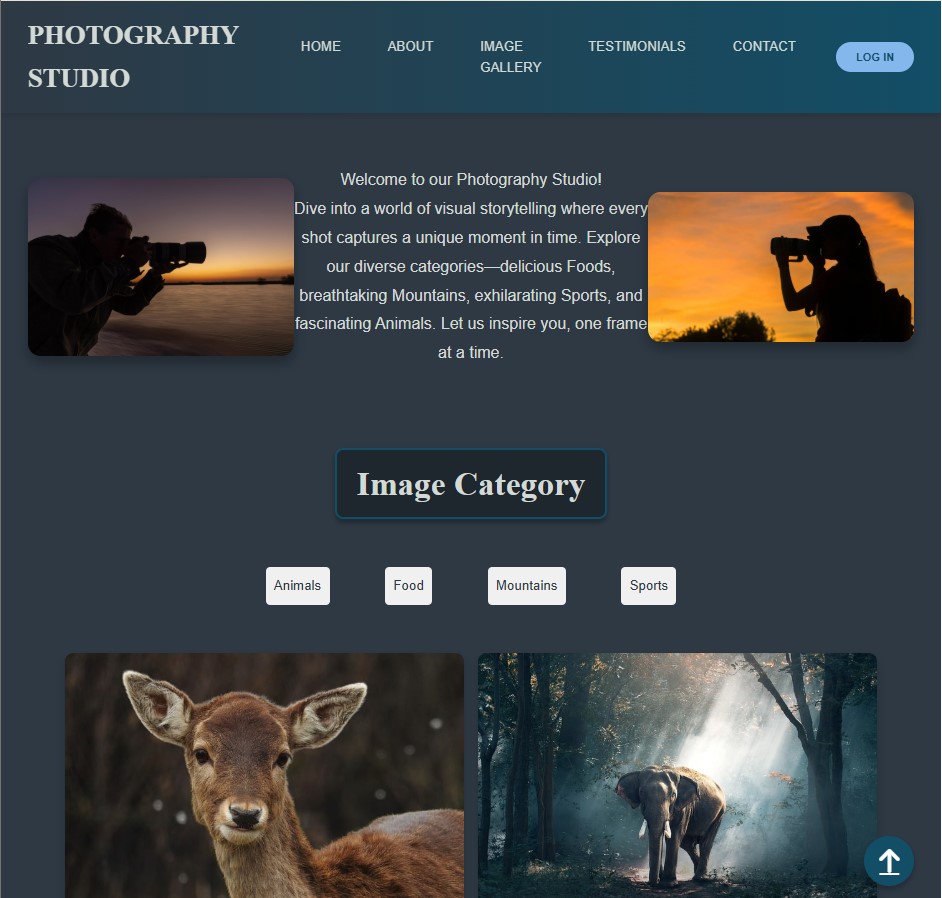 PHOTOGRAPHY
STUDIO
HOME
ABOUT
IMAGE
GALLERY
TESTIMONIALS
CONTACT
LOG IN
Welcome to our Photography Studio!
Dive into a world of visual storytelling where every
shot captures a unique moment in time. Explore
our diverse categories—delicious Foods,
breathtaking Mountains, exhilarating Sports, and
fascinating Animals. Let us inspire you, one frame
at a time.
Image Category
Animals
Food
Mountains
Sports